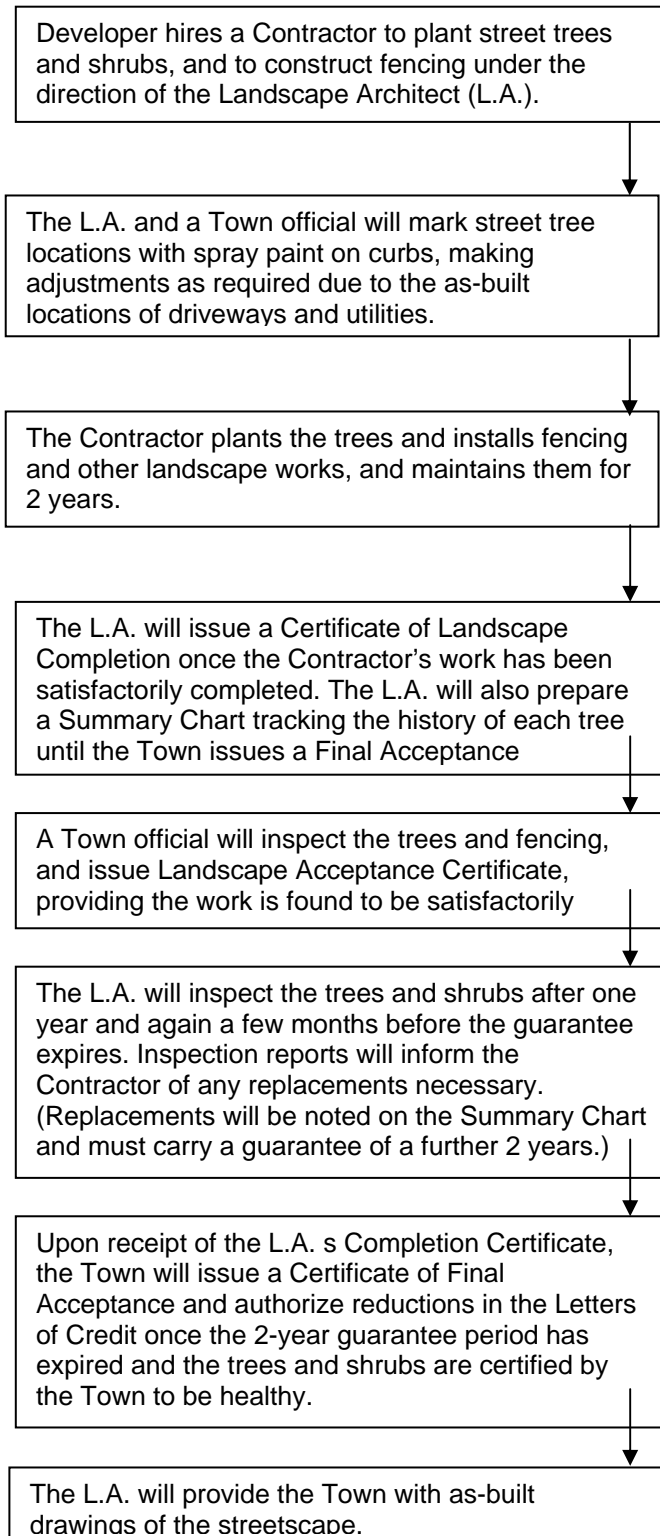 Developer hires a Contractor to plant street trees
and shrubs, and to construct fencing under the
direction of the Landscape Architect (L.A.).
The L.A. and a Town official will mark street tree
locations with spray paint on curbs, making
adjustments as required due to the as-built
locations of driveways and utilities.
The Contractor plants the trees and installs fencing
and other landscape works, and maintains them for
2 years.
The L.A. will issue a Certificate of Landscape
Completion once the Contractor's work has been
satisfactorily completed. The L.A. will also prepare
a Summary Chart tracking the history of each tree
until the Town issues a Final Acceptance
A Town official will inspect the trees and fencing,
and issue Landscape Acceptance Certificate,
providing the work is found to be satisfactorily
The L.A. will inspect the trees and shrubs after one
year and again a few months before the guarantee
expires. Inspection reports will inform the
Contractor of any replacements necessary.
(Replacements will be noted on the Summary Chart
and must carry a guarantee of a further 2 years.)
Upon receipt of the L.A. s Completion Certificate,
the Town will issue a Certificate of Final
Acceptance and authorize reductions in the Letters
of Credit once the 2-year guarantee period has
expired and the trees and shrubs are certified by
the Town to be healthy.
The L.A. will provide the Town with as-built
drawings of the streetscape.